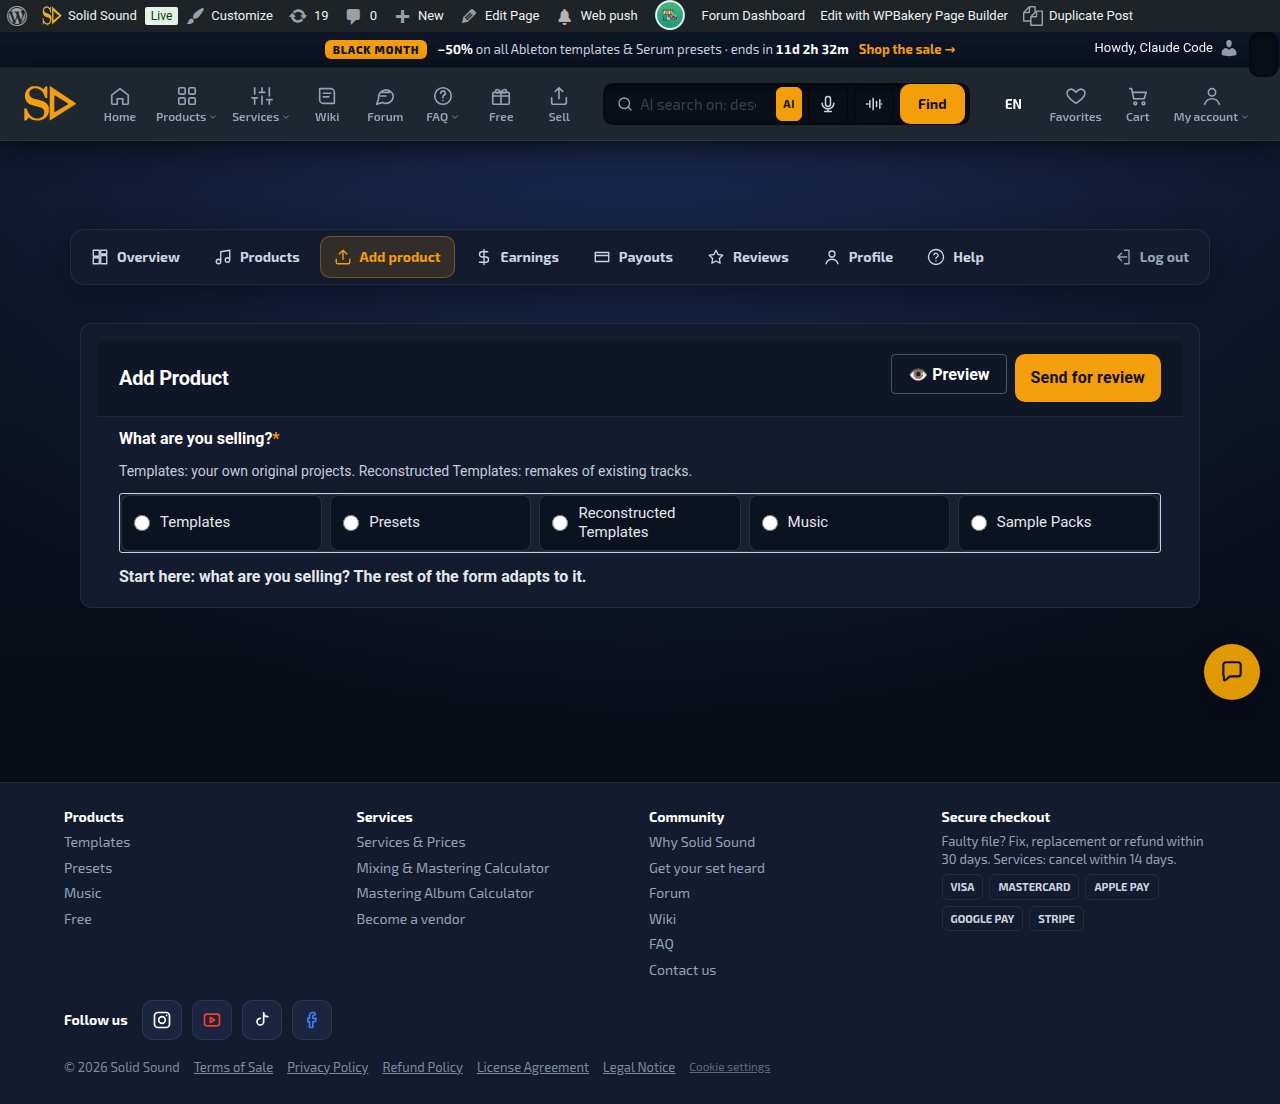 Solid Sound Live Customize 19 0 New Edit Page Web push Forum Dashboard Edit with WPBakery Page Builder Duplicate Post
BLACK MONTH −50% on all Ableton templates & Serum presets · ends in 11d 2h 32m Shop the sale →
Howdy, Claude Code
Home Products Services Wiki Forum FAQ Free Sell
AI search on: des
AI
Find
EN
Favorites Cart My account
Overview Products Add product Earnings Payouts Reviews Profile Help Log out
Add Product
Preview
Send for review
What are you selling?*
Templates: your own original projects. Reconstructed Templates: remakes of existing tracks.
Templates
Presets
Reconstructed
Templates
Music
Sample Packs
Start here: what are you selling? The rest of the form adapts to it.
Products
Templates
Presets
Music
Free
Services
Services & Prices
Mixing & Mastering Calculator
Mastering Album Calculator
Become a vendor
Community
Why Solid Sound
Get your set heard
Forum
Wiki
FAQ
Contact us
Secure checkout
Faulty file? Fix, replacement or refund within
30 days. Services: cancel within 14 days.
VISA MASTERCARD APPLE PAY
GOOGLE PAY STRIPE
Follow us
© 2026 Solid Sound Terms of Sale Privacy Policy Refund Policy License Agreement Legal Notice Cookie settings